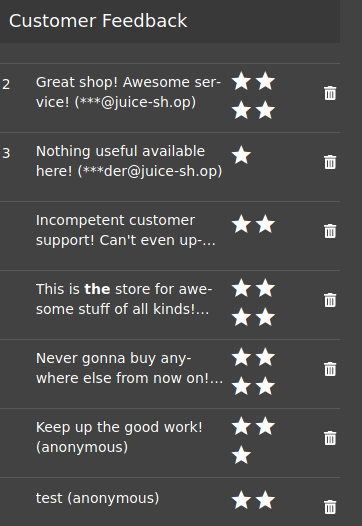 Customer Feedback
2
Great shop! Awesome ser-
vice! (***@juice-sh.op)
3
Nothing useful available
here! (***der@juice-sh.op)
Incompetent customer
support! Can't even up-...
This is the store for awe-
some stuff of all kinds!...
Never gonna buy any-
where else from now on!...
Keep up the good work!
(anonymous)
test (anonymous)